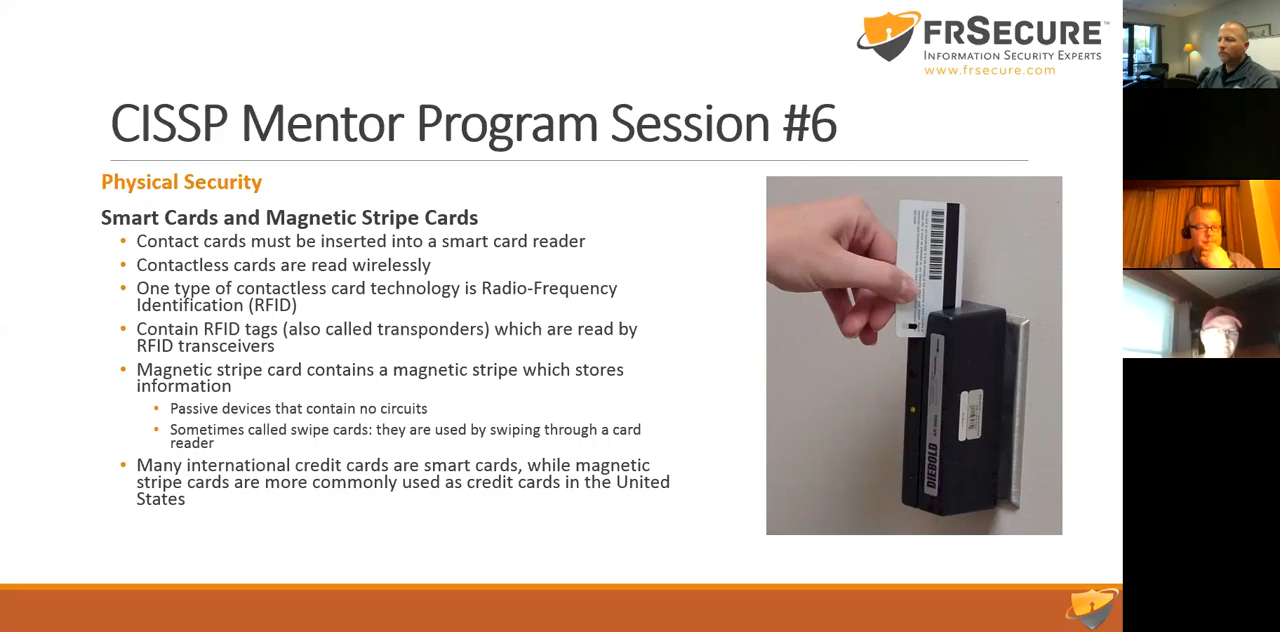 FRSECURE™
INFORMATION SECURITY EXPERTS
www.frsecure.com
CISSP Mentor Program Session #6
Physical Security
Smart Cards and Magnetic Stripe Cards
• Contact cards must be inserted into a smart card reader
• Contactless cards are read wirelessly
• One type of contactless card technology is Radio-Frequency
Identification (RFID)
• Contain RFID tags (also called transponders) which are read by
RFID transceivers
• Magnetic stripe card contains a magnetic stripe which stores
information
• Passive devices that contain no circuits
• Sometimes called swipe cards: they are used by swiping through a card
reader
• Many international credit cards are smart cards, while magnetic
stripe cards are more commonly used as credit cards in the United
States
DIEBOLD